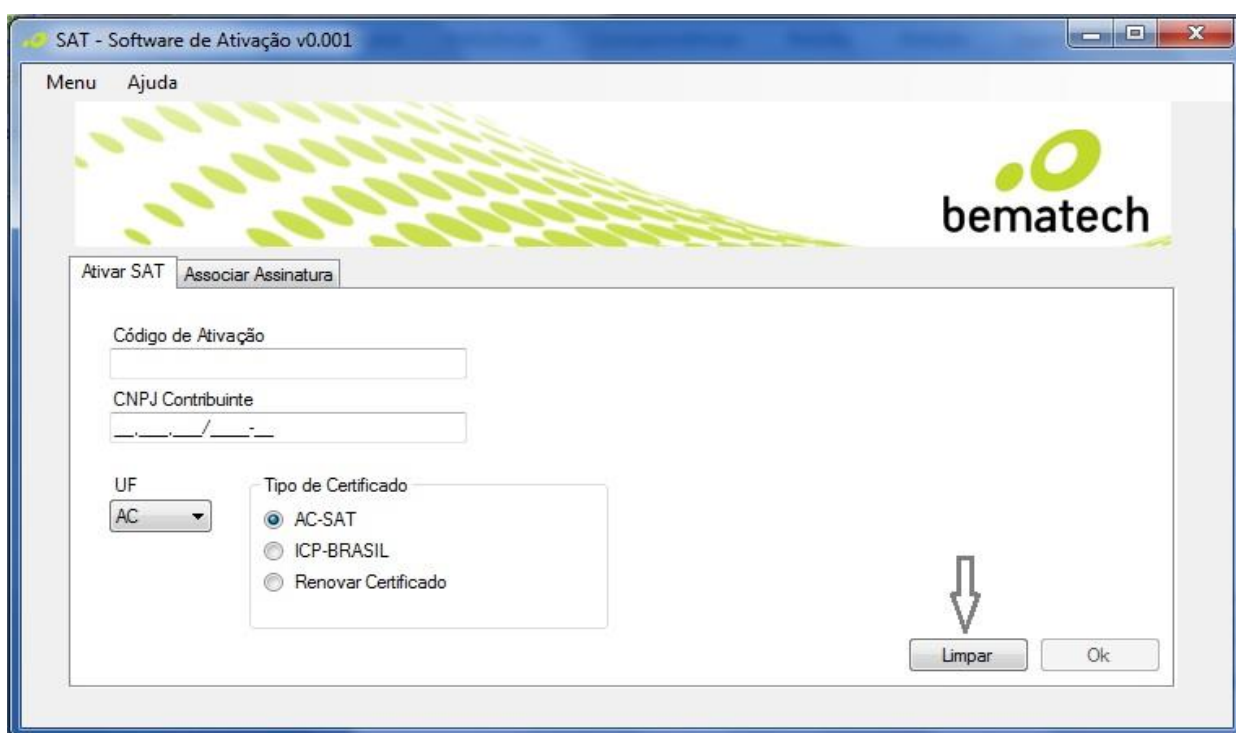 SAT - Software de Ativação v0.001
Menu Ajuda
bematech
Ativar SAT Associar Assinatura
Código de Ativação
CNPJ Contribuinte
__.___.___/____-__
UF Tipo de Certificado
AC AC-SAT
ICP-BRASIL
Renovar Certificado
Limpar Ok